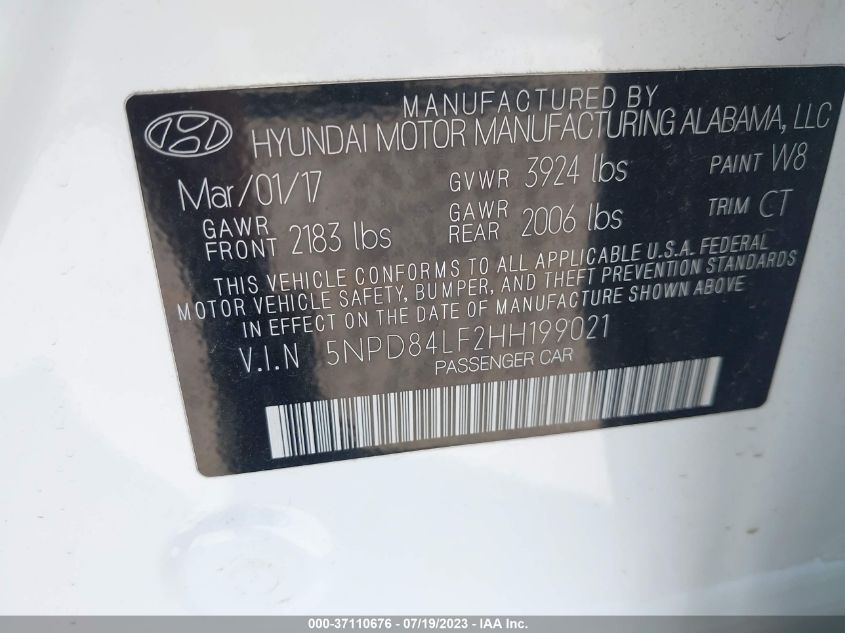 MANUFACTURED BY
HYUNDAI MOTOR MANUFACTURING ALABAMA, LLC
Mar/01/17 GVWR 3924 lbs PAINT W8
GAWR FRONT 2183 lbs GAWR REAR 2006 lbs TRIM CT
THIS VEHICLE CONFORMS TO ALL APPLICABLE U.S.A. FEDERAL
MOTOR VEHICLE SAFETY, BUMPER, AND THEFT PREVENTION STANDARDS
IN EFFECT ON THE DATE OF MANUFACTURE SHOWN ABOVE
V.I.N 5NPD84LF2HH199021
PASSENGER CAR
000-37110676 - 07/19/2023 - IAA Inc.